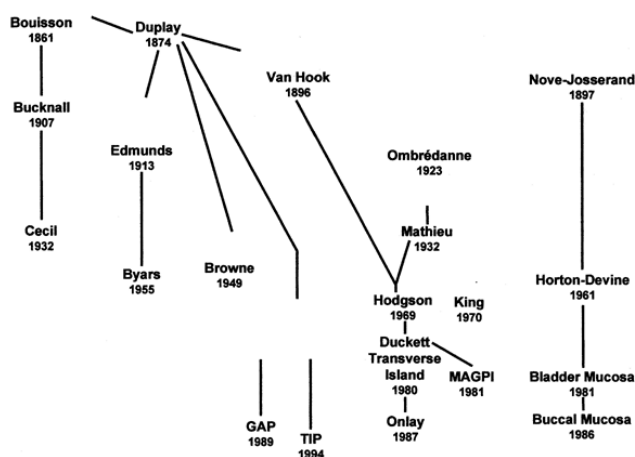 Bouisson
1861
Duplay
1874
Van Hook
1896
Nove-Josserand
1897
Bucknall
1907
Edmunds
1913
Ombrédanne
1923
Cecil
1932
Mathieu
1932
Byars
1955
Browne
1949
Hodgson
1969
King
1970
Horton-Devine
1961
Duckett
Transverse
Island
1980
MAGPI
1981
Bladder Mucosa
1981
GAP
1989
TIP
1994
Onlay
1987
Buccal Mucosa
1986